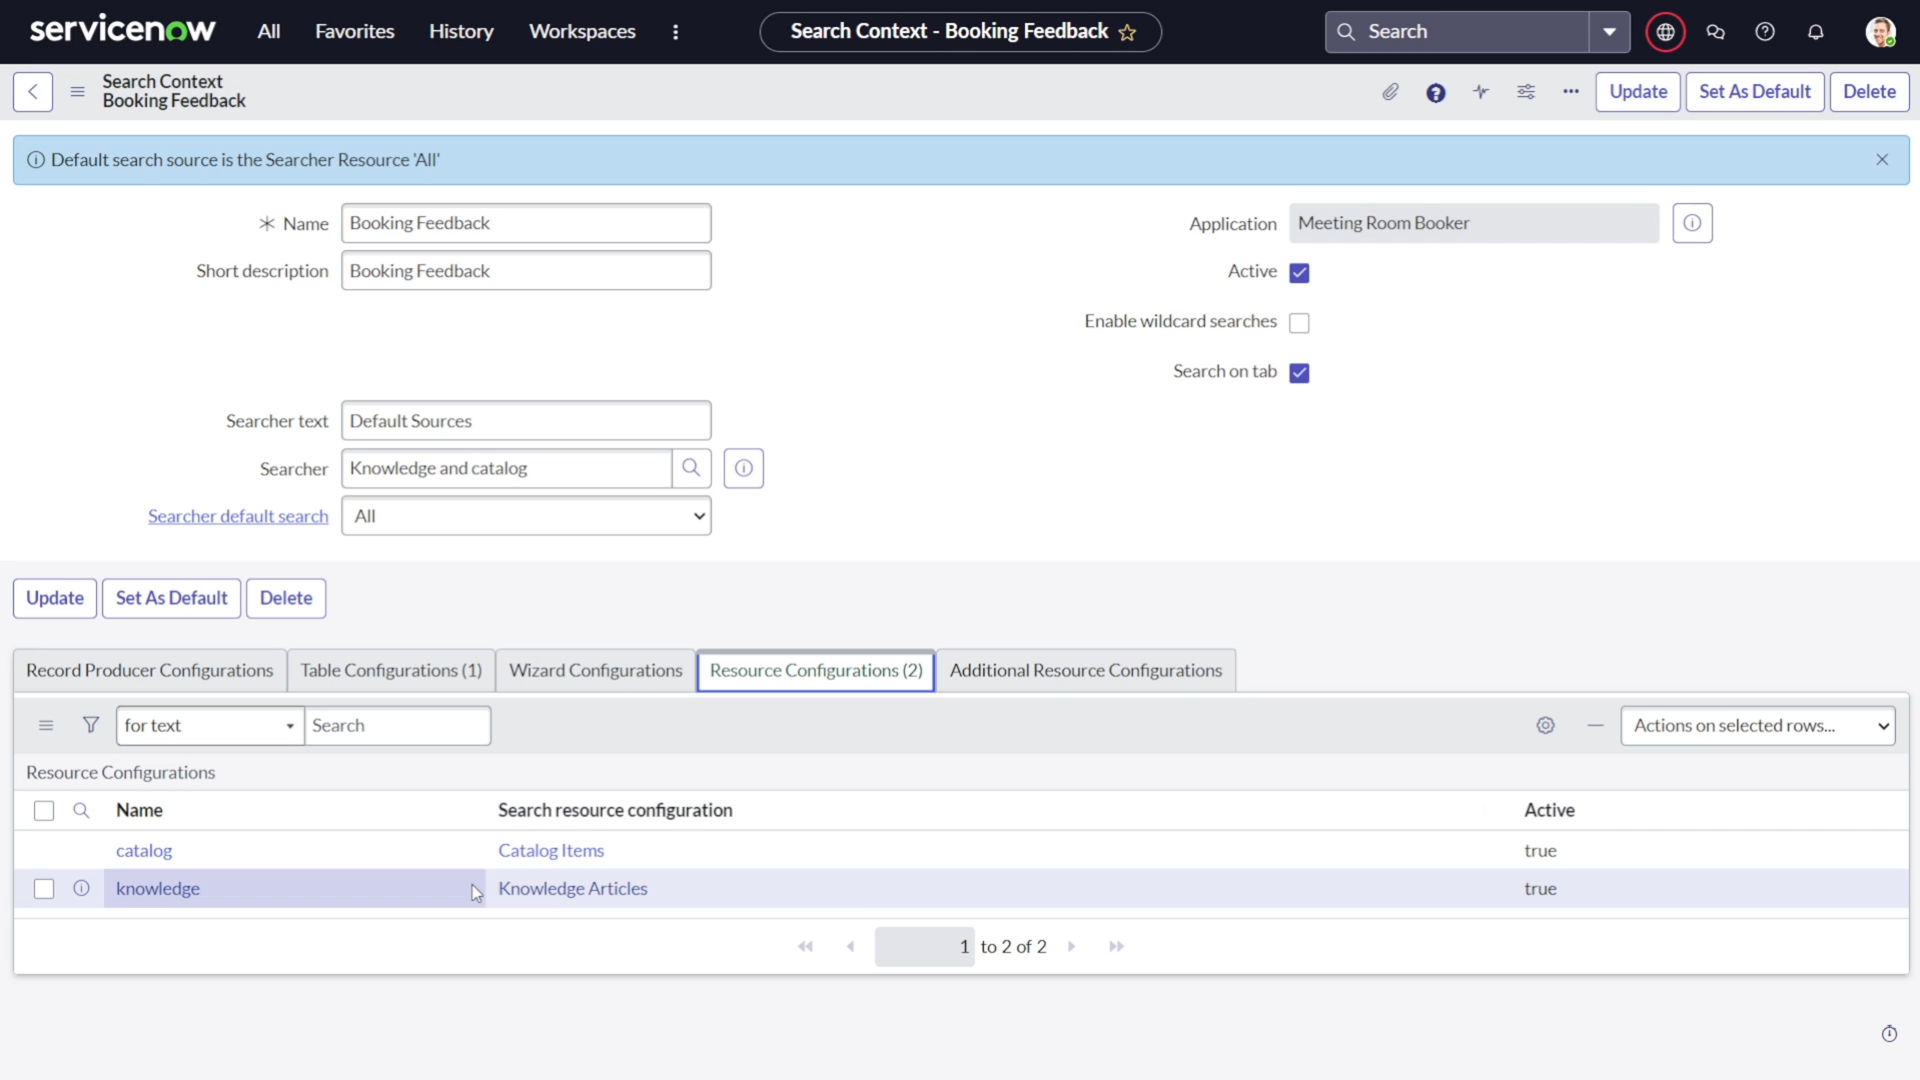 servicenow All Favorites History Workspaces Search Context - Booking Feedback Search
Search Context
Booking Feedback
Update Set As Default Delete
Default search source is the Searcher Resource 'All'
Name Booking Feedback
Short description Booking Feedback
Application Meeting Room Booker
Active
Enable wildcard searches
Search on tab
Searcher text Default Sources
Searcher Knowledge and catalog
Searcher default search All
Update Set As Default Delete
Record Producer Configurations Table Configurations (1) Wizard Configurations Resource Configurations (2) Additional Resource Configurations
for text Search Actions on selected rows...
Resource Configurations
Name Search resource configuration Active
catalog Catalog Items true
knowledge Knowledge Articles true
1 to 2 of 2